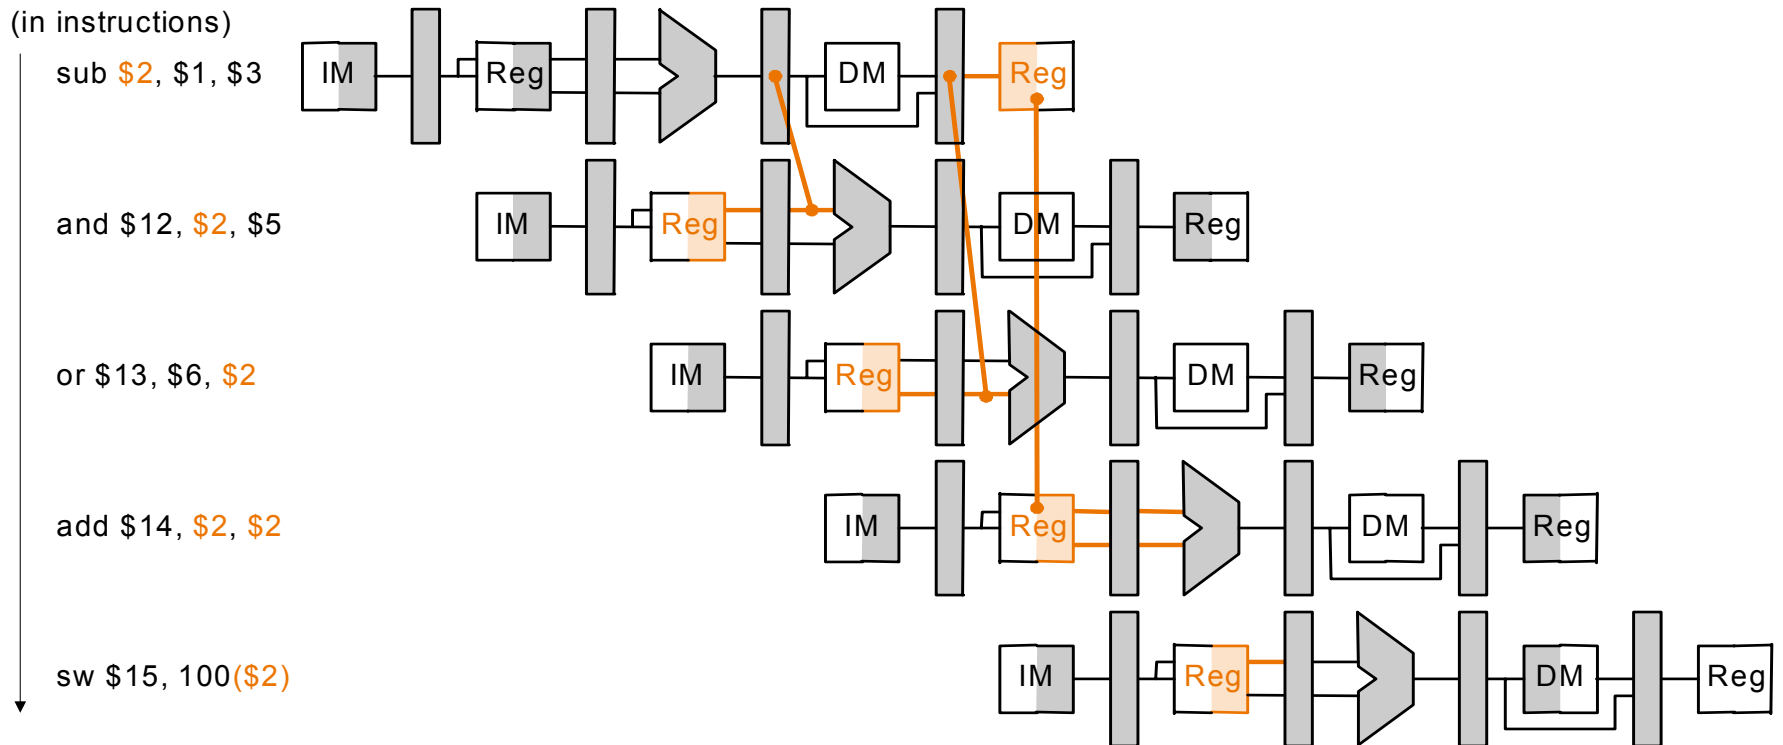 (in instructions)
sub $2, $1, $3 IM Reg DM Reg
and $12, $2, $5 IM Reg DM Reg
or $13, $6, $2 IM Reg DM Reg
add $14, $2, $2 IM Reg DM Reg
sw $15, 100($2) IM Reg DM Reg